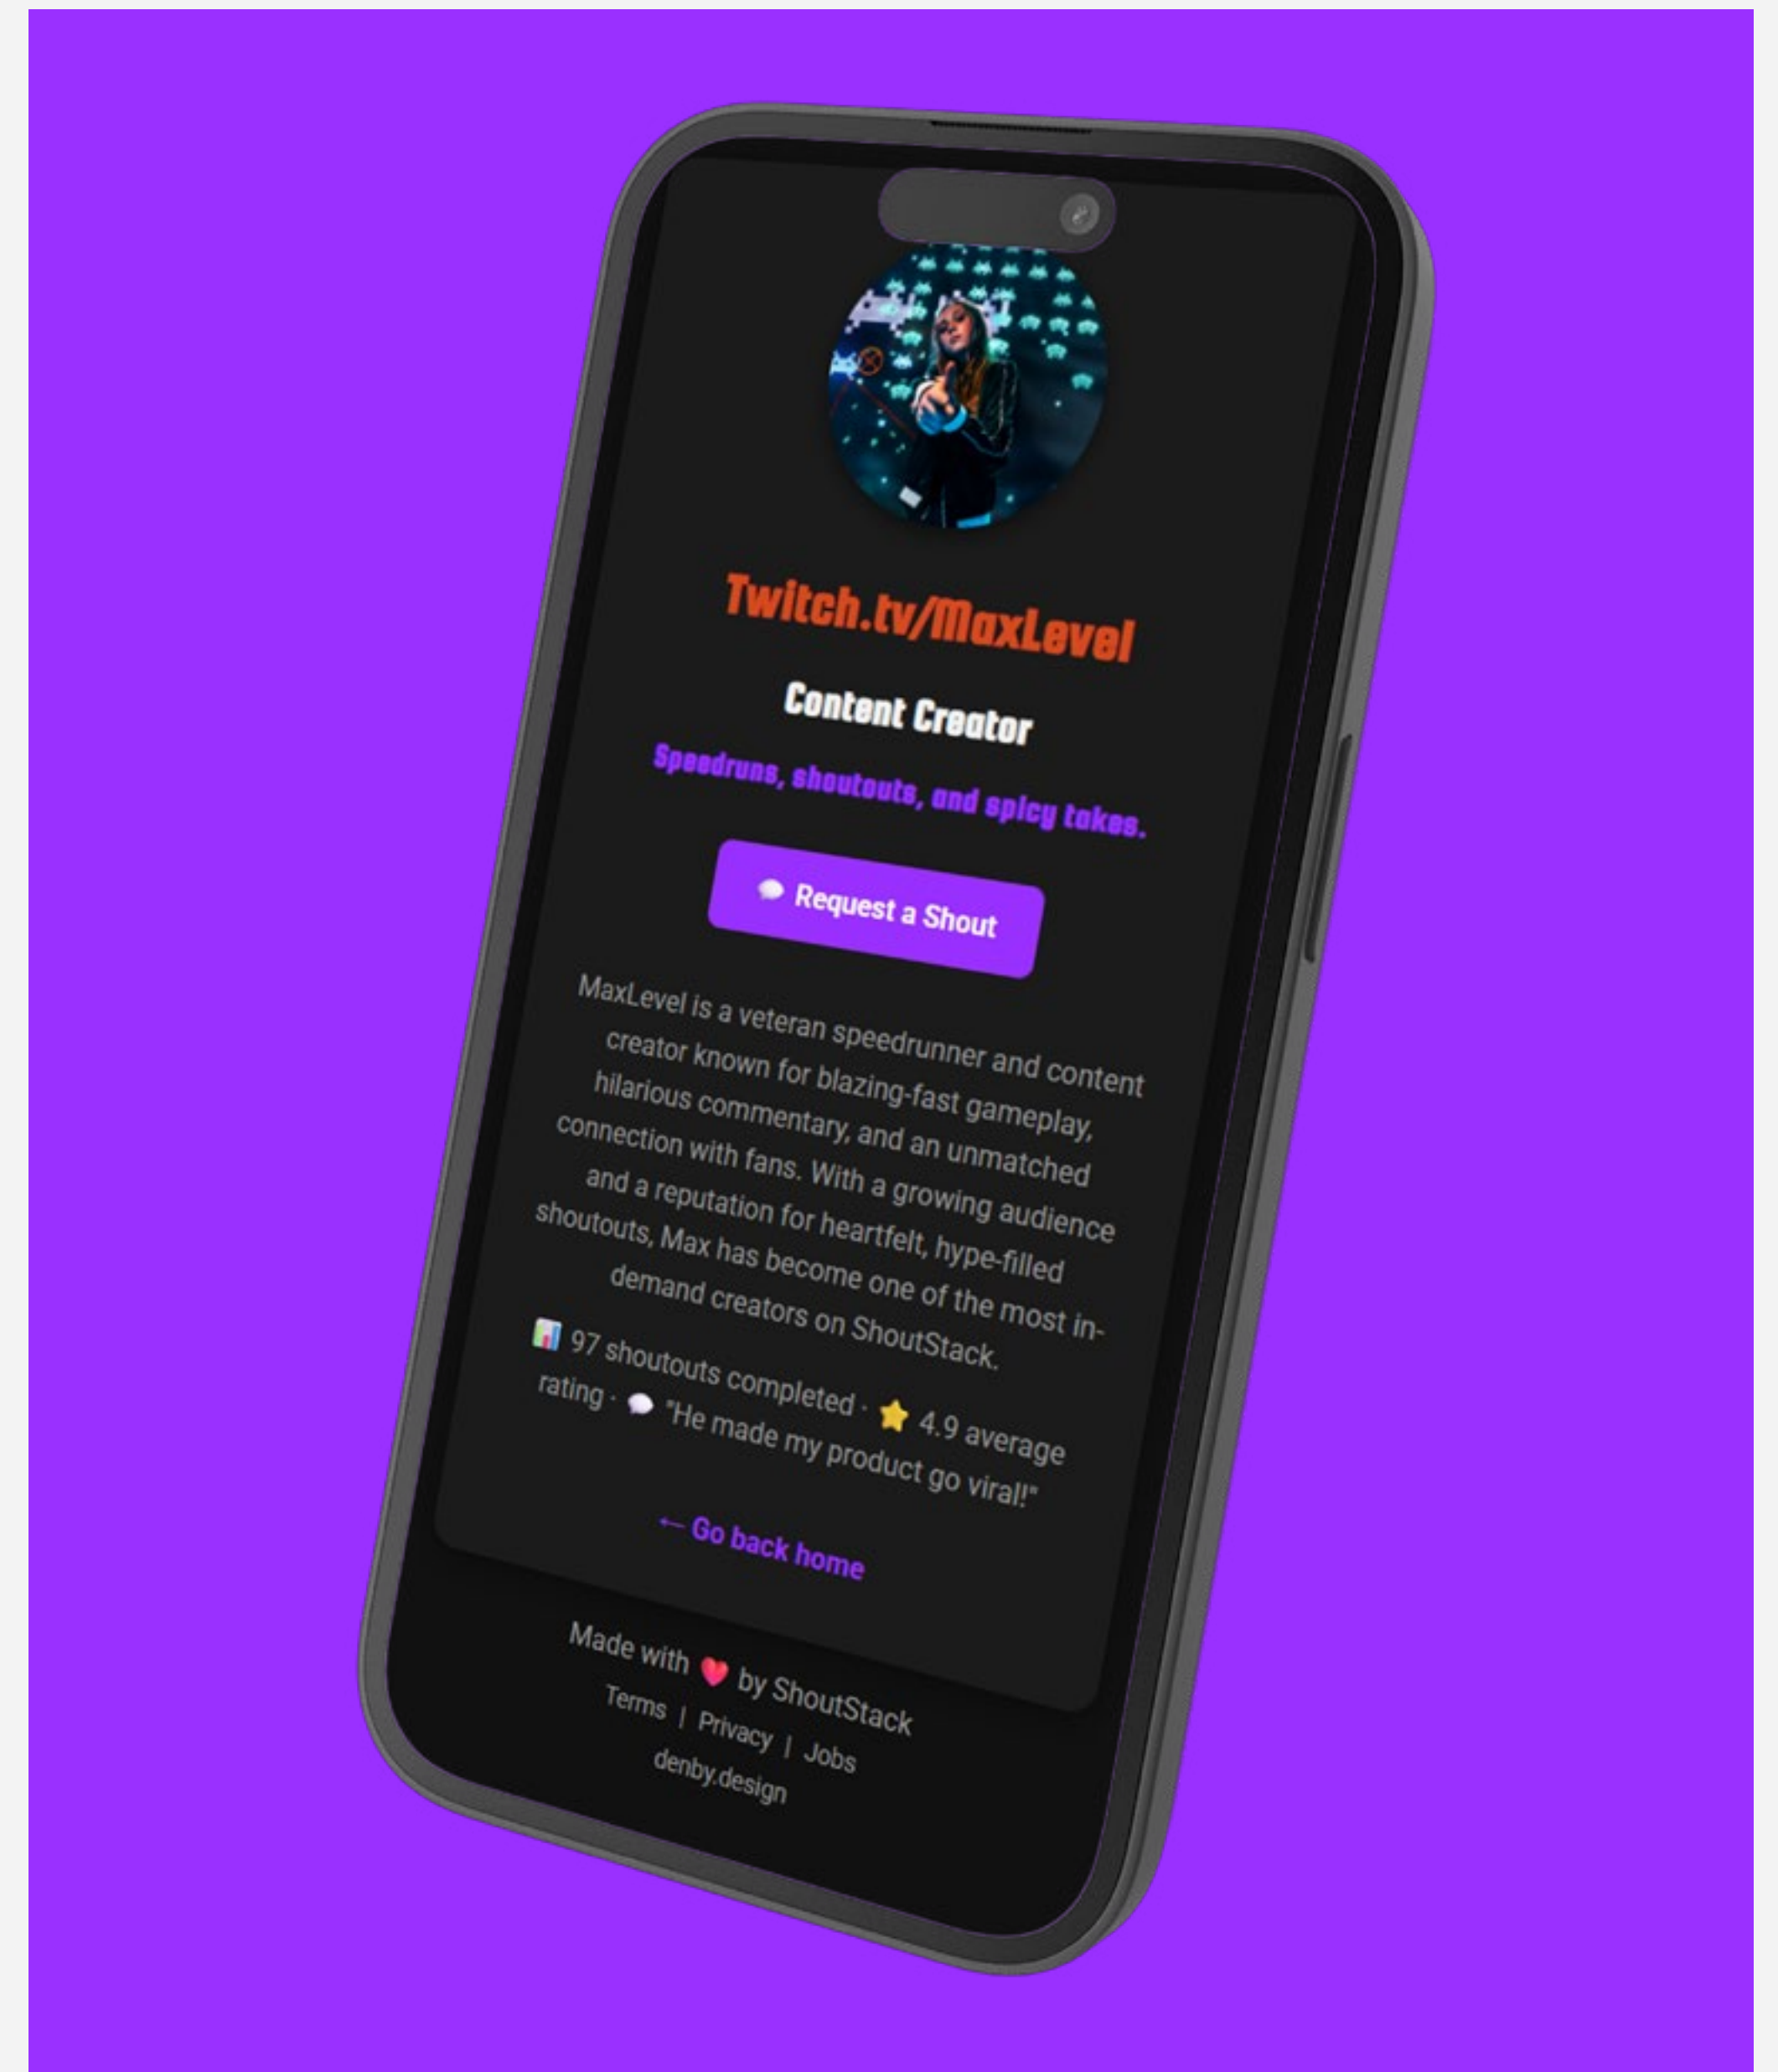 Twitch.tv/MaxLevel
Content Creator
Speedruns, shoutouts, and spicy takes.
💬 Request a Shout
MaxLevel is a veteran speedrunner and content
creator known for blazing-fast gameplay,
hilarious commentary, and an unmatched
connection with fans. With a growing audience
and a reputation for heartfelt, hype-filled
shoutouts, Max has become one of the most in-
demand creators on ShoutStack.
📊 97 shoutouts completed · ⭐ 4.9 average
rating · 💬 "He made my product go viral!"
← Go back home
Made with ❤️ by ShoutStack
Terms | Privacy | Jobs
denby.design